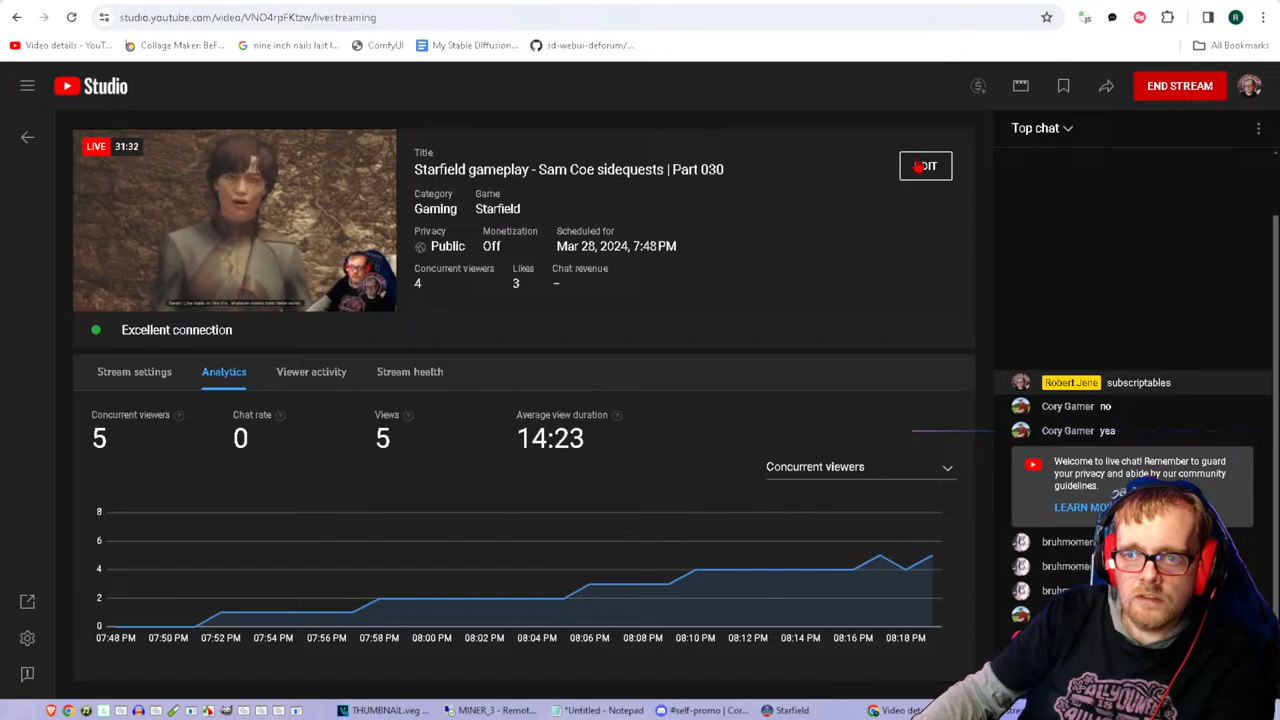 studio.youtube.com/video/VNO4rpFKtzw/livestreaming
R
Video details - YouT...
Collage Maker: BeF...
nine inch nails last l...
ComfyUI
My Stable DIffusion...
sd-webui-deforum/...
All Bookmarks
Studio
END STREAM
LIVE 31:32
Title
Starfield gameplay - Sam Coe sidequests | Part 030
Category Game
Gaming Starfield
Privacy Monetization Scheduled for
Public Off Mar 28, 2024, 7:48 PM
Concurrent viewers Likes Chat revenue
4 3 –
Excellent connection
Stream settings Analytics Viewer activity Stream health
Concurrent viewers Chat rate Views Average view duration
5 0 5 14:23
Concurrent viewers
8
6
4
2
0
07:48 PM 07:50 PM 07:52 PM 07:54 PM 07:56 PM 07:58 PM 08:00 PM 08:02 PM 08:04 PM 08:06 PM 08:08 PM 08:10 PM 08:12 PM 08:14 PM 08:16 PM 08:18 PM
Top chat
Robert Jene subscriptables
Cory Gamer no
Cory Gamer yea
Welcome to live chat! Remember to guard
your privacy and abide by our community
guidelines.
LEARN MO
bruhmomen
bruhmome
bruhm
THUMBNAIL.veg ...
MINER_3 - Remot...
*Untitled - Notepad
#self-promo | Cor...
Starfield
Video det